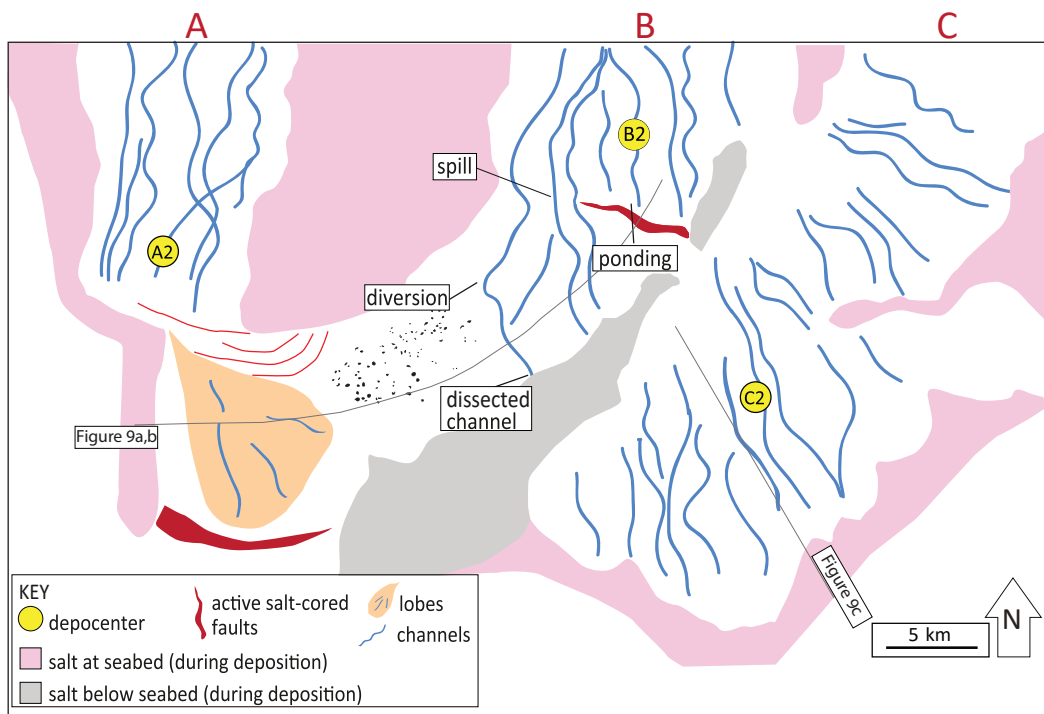 A
B
C
B2
spill
A2
ponding
diversion
C2
dissected
channel
Figure 9a,b
Figure 9c
KEY
depocenter
active salt-cored
faults
lobes
channels
salt at seabed (during deposition)
salt below seabed (during deposition)
5 km
N